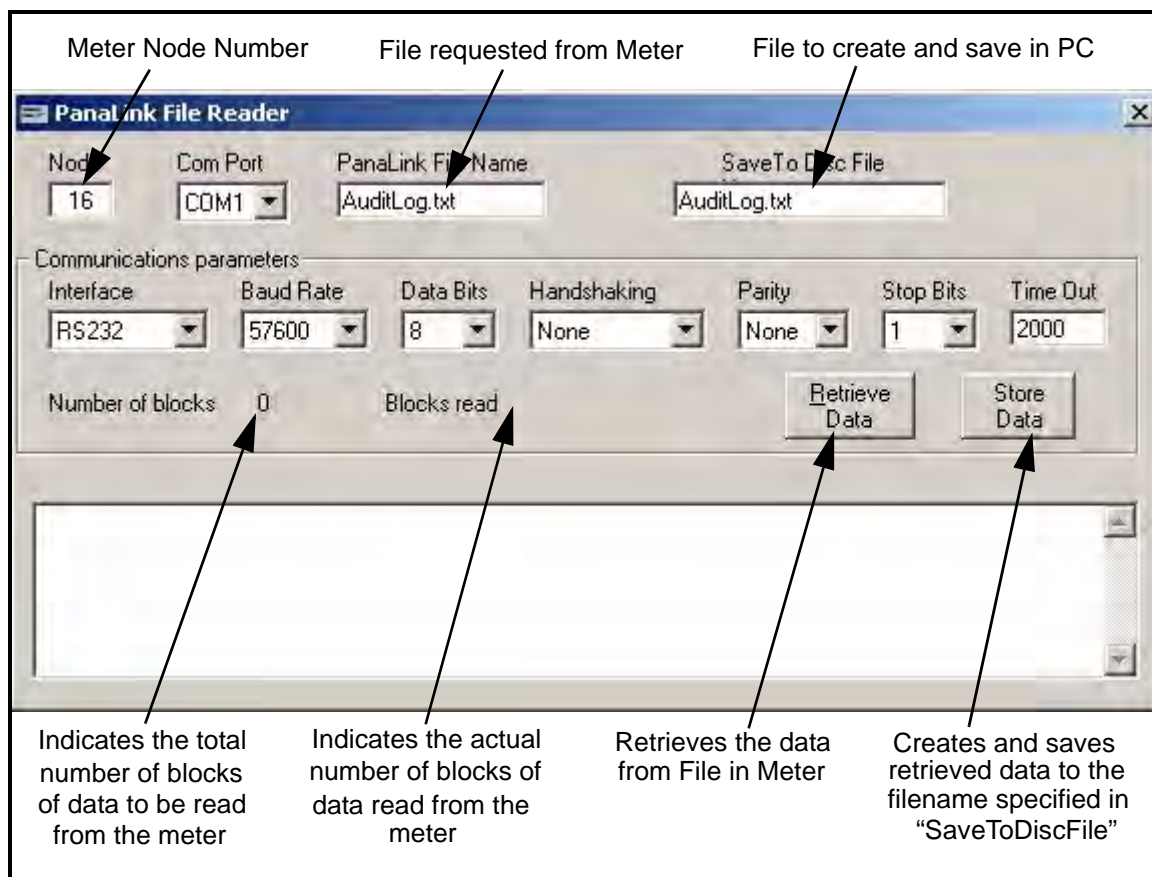 Meter Node Number
File requested from Meter
File to create and save in PC
PanaLink File Reader
Com Port
PanaLink File Name
SaveTo Disc File
16
COM1
AuditLog.txt
AuditLog.txt
Communications parameters
Interface
Baud Rate
Data Bits
Handshaking
Parity
Stop Bits
Time Out
RS232
57600
8
None
None
1
2000
Number of blocks
0
Blocks read
Retrieve
Data
Store
Data
Indicates the total
number of blocks
of data to be read
from the meter
Indicates the actual
number of blocks of
data read from the
meter
Retrieves the data
from File in Meter
Creates and saves
retrieved data to the
filename specified in
“SaveToDiscFile”